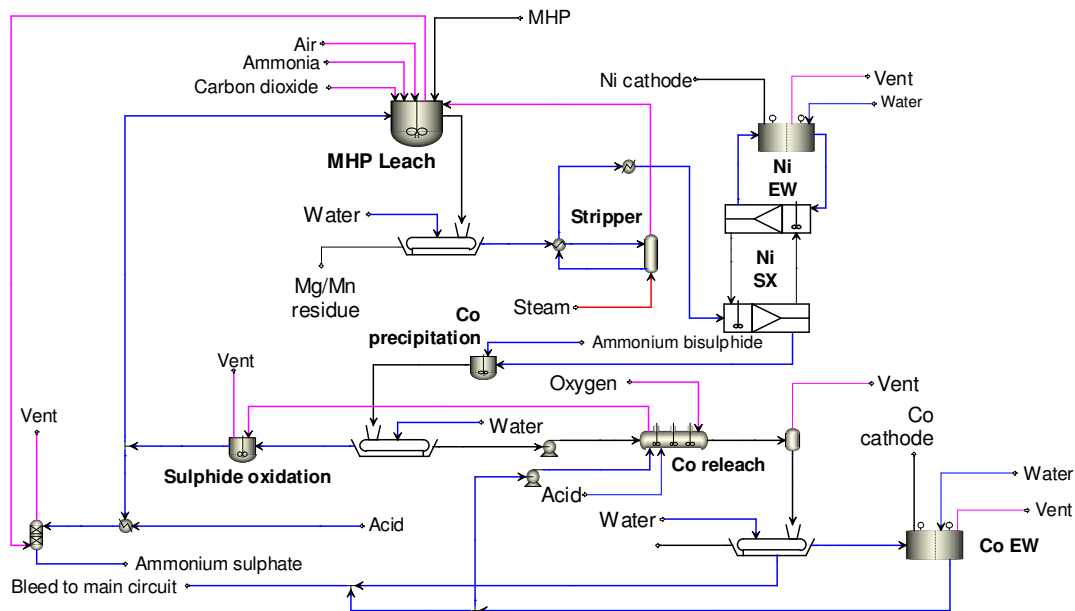 MHP
Air
Ammonia
Carbon dioxide
MHP Leach
Ni cathode
Vent
Water
Ni
EW
Water
Stripper
Ni
SX
Mg/Mn
residue
Steam
Co
precipitation
Ammonium bisulphide
Vent
Oxygen
Vent
Co
cathode
Vent
Water
Sulphide oxidation
Co releach
Water
Acid
Acid
Water
Vent
Co EW
Ammonium sulphate
Bleed to main circuit